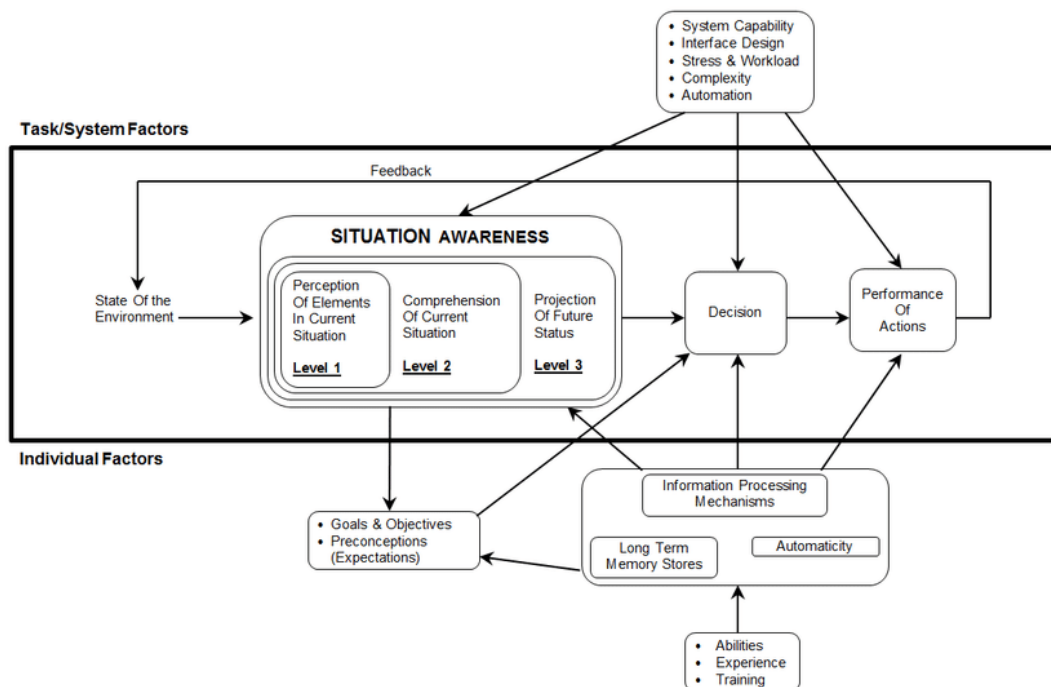 • System Capability
• Interface Design
• Stress & Workload
• Complexity
• Automation
Task/System Factors
Feedback
SITUATION AWARENESS
State Of the
Environment
Perception
Of Elements
In Current
Situation
Level 1
Comprehension
Of Current
Situation
Level 2
Projection
Of Future
Status
Level 3
Decision
Performance
Of
Actions
Individual Factors
• Goals & Objectives
• Preconceptions
(Expectations)
Information Processing
Mechanisms
Long Term
Memory Stores
Automaticity
• Abilities
• Experience
• Training